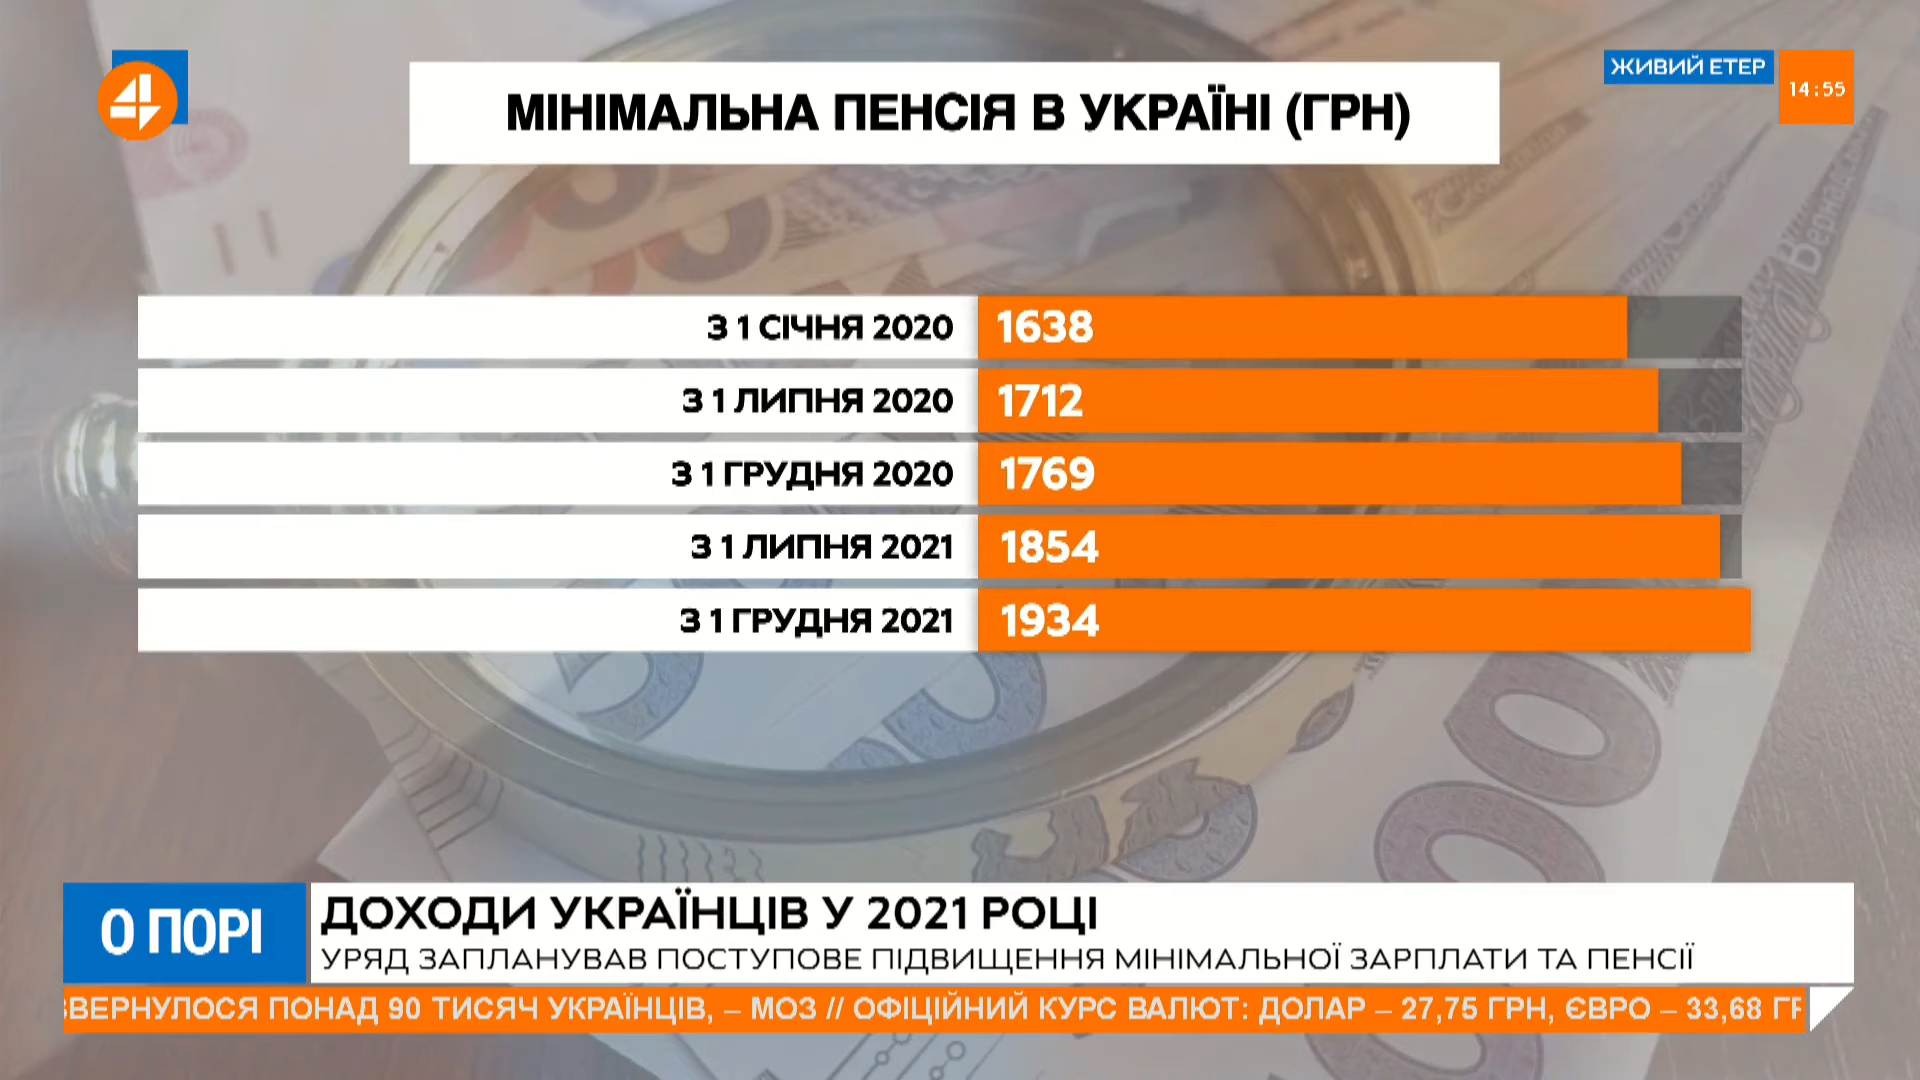 4
ЖИВИЙ ЕТЕР
14:55
МІНІМАЛЬНА ПЕНСІЯ В УКРАЇНІ (ГРН)
З 1 СІЧНЯ 2020 1638
З 1 ЛИПНЯ 2020 1712
З 1 ГРУДНЯ 2020 1769
З 1 ЛИПНЯ 2021 1854
З 1 ГРУДНЯ 2021 1934
О ПОРІ
ДОХОДИ УКРАЇНЦІВ У 2021 РОЦІ
УРЯД ЗАПЛАНУВАВ ПОСТУПОВЕ ПІДВИЩЕННЯ МІНІМАЛЬНОЇ ЗАРПЛАТИ ТА ПЕНСІЇ
ЗВЕРНУЛОСЯ ПОНАД 90 ТИСЯЧ УКРАЇНЦІВ, – МОЗ // ОФІЦІЙНИЙ КУРС ВАЛЮТ: ДОЛАР – 27,75 ГРН, ЄВРО – 33,68 ГР